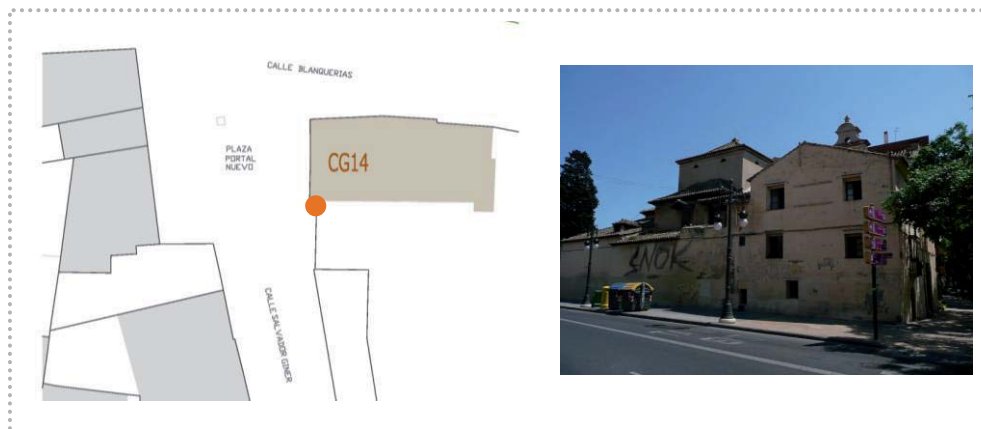 CALLE BLANQUERIAS
PLAZA
PORTAL
NUEVO
CG14
CALLE SALVADOR GINER
SNOK